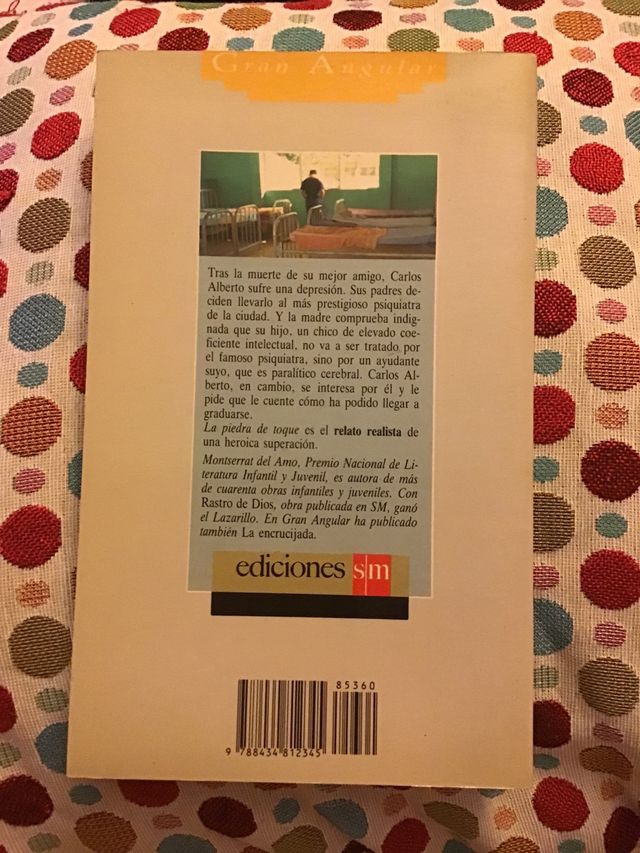 Gran Angular
Tras la muerte de su mejor amigo, Carlos
Alberto sufre una depresión. Sus padres de-
ciden llevarlo al más prestigioso psiquiatra
de la ciudad. Y la madre comprueba indig-
nada que su hijo, un chico de elevado coe-
ficiente intelectual, no va a ser tratado por
el famoso psiquiatra, sino por un ayudante
suyo, que es paralítico cerebral. Carlos Al-
berto, en cambio, se interesa por él y le
pide que le cuente cómo ha podido llegar a
graduarse.
La piedra de toque es el relato realista de
una heroica superación.
Montserrat del Amo, Premio Nacional de Li-
teratura Infantil y Juvenil, es autora de más
de cuarenta obras infantiles y juveniles. Con
Rastro de Dios, obra publicada en SM, ganó
el Lazarillo. En Gran Angular ha publicado
también La encrucijada.
ediciones sm
85360
9 788434 812345